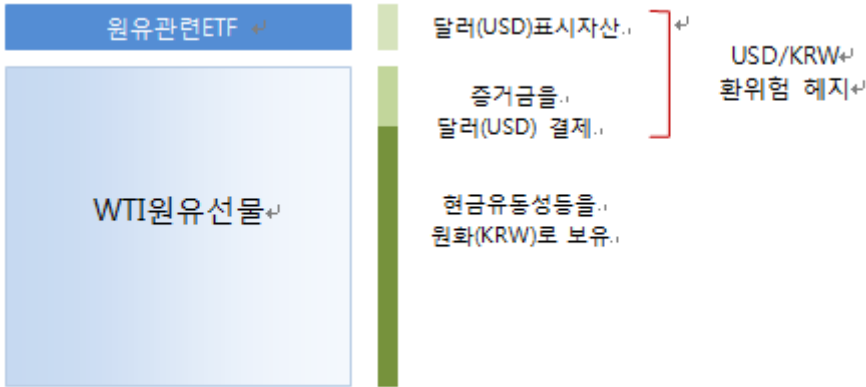 원유관련ETF
달러(USD)표시자산
USD/KRW
환위험 헤지
증거금을
달러(USD) 결제
WTI원유선물
현금유동성등을
원화(KRW)로 보유